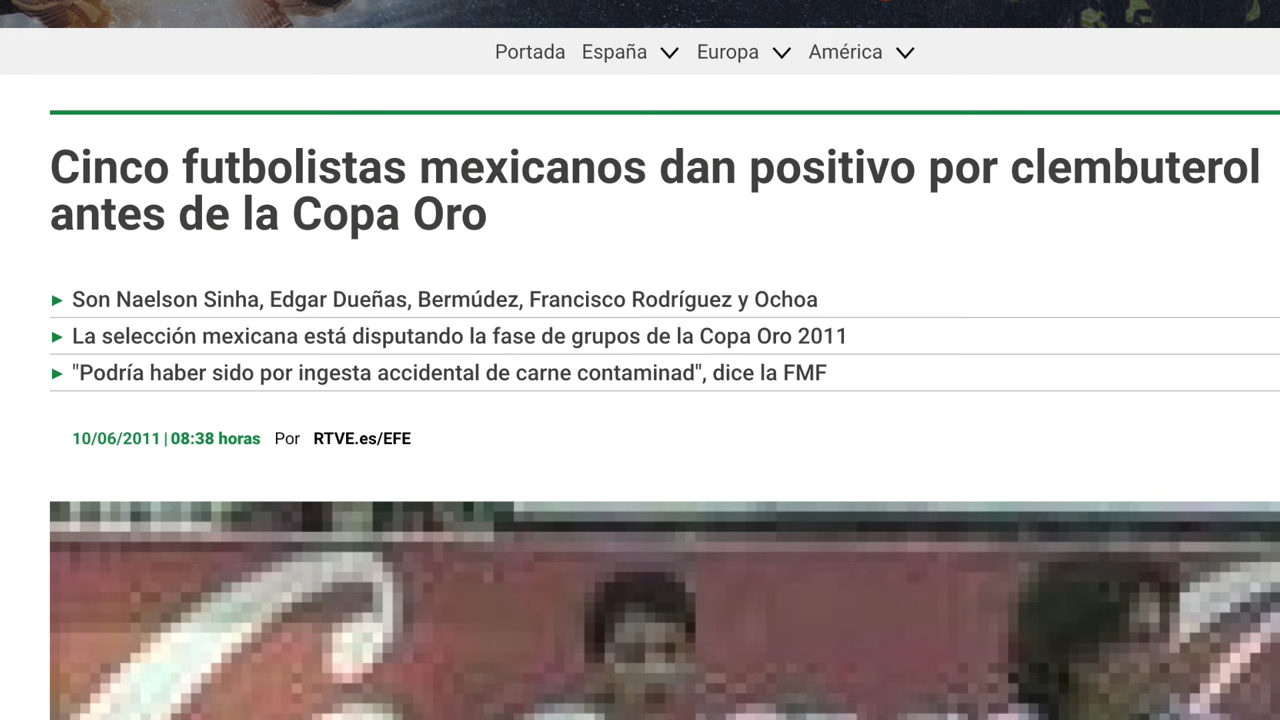 Portada España Europa América
Cinco futbolistas mexicanos dan positivo por clembuterol
antes de la Copa Oro
► Son Naelson Sinha, Edgar Dueñas, Bermúdez, Francisco Rodríguez y Ochoa
► La selección mexicana está disputando la fase de grupos de la Copa Oro 2011
► "Podría haber sido por ingesta accidental de carne contaminad", dice la FMF
10/06/2011 | 08:38 horas Por RTVE.es/EFE